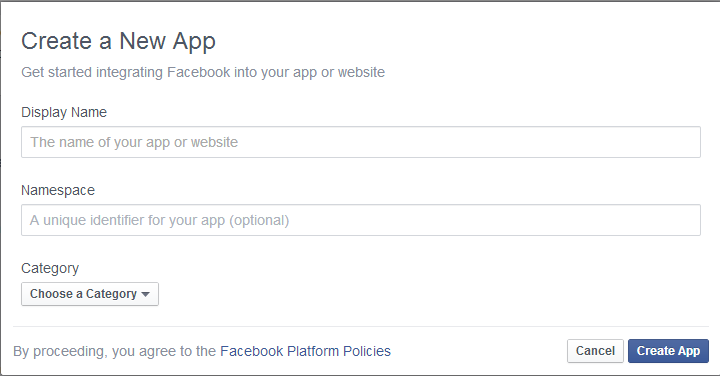 Create a New App
Get started integrating Facebook into your app or website
Display Name
The name of your app or website
Namespace
A unique identifier for your app (optional)
Category
Choose a Category
By proceeding, you agree to the Facebook Platform Policies
Cancel
Create App